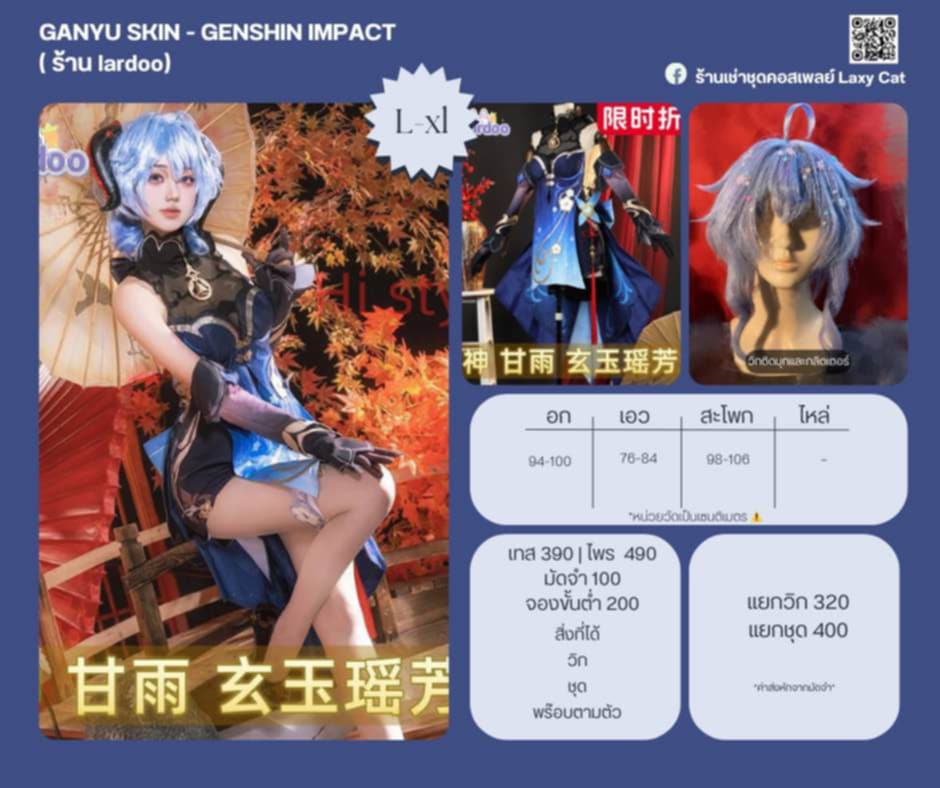 GANYU SKIN - GENSHIN IMPACT
( ร้าน lardoo)
ร้านเช่าชุดคอสเพลย์ Laxy Cat
L-xl
doo
rdoo
限时折
Hi sty
神 甘雨 玄玉瑶芳
วิกติดมุกและกลิตเตอร์
甘雨 玄玉瑶芳
อก เอว สะโพก ไหล่
94-100 76-84 98-106 -
*หน่วยวัดเป็นเซนติเมตร ⚠️
เทส 390 | ไพร 490
มัดจำ 100
จองขั้นต่ำ 200
สิ่งที่ได้
วิก
ชุด
พร๊อบตามตัว
แยกวิก 320
แยกชุด 400
*ค่าส่งหักจากมัดจำ*